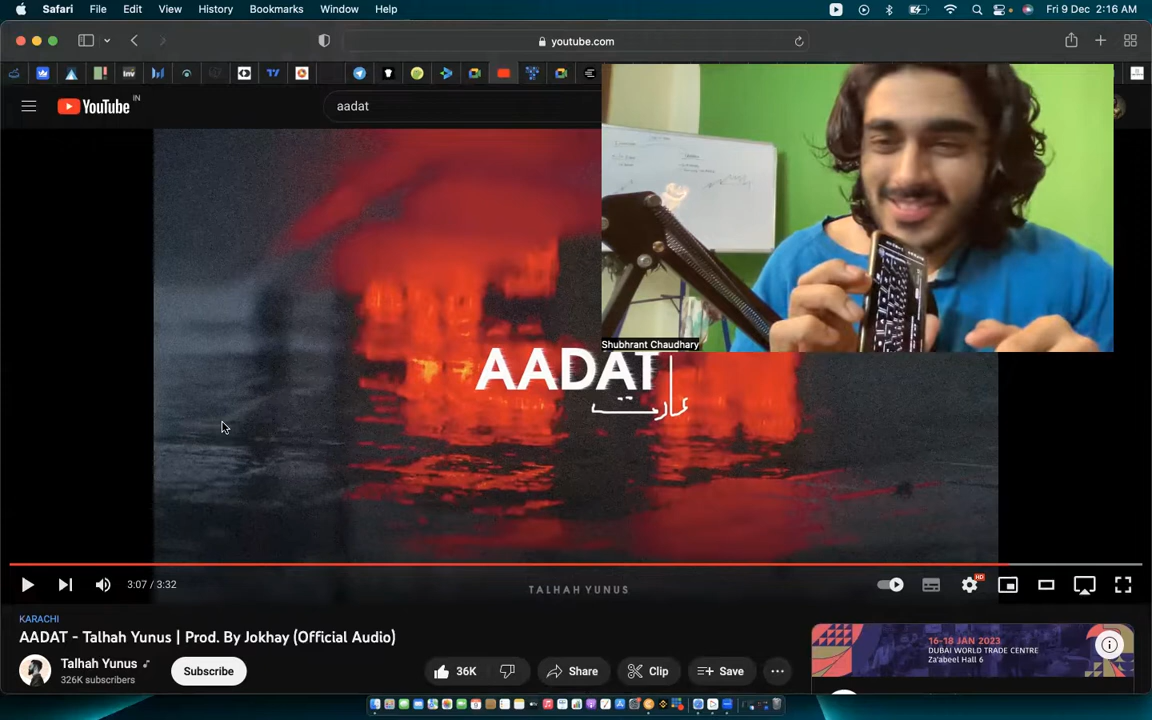 Safari File Edit View History Bookmarks Window Help Fri 9 Dec 2:16 AM
youtube.com
inv
YouTube IN
aadat
Shubhrant Chaudhary
AADAT
عادت
TALHAH YUNUS
3:07 / 3:32
HD
KARACHI
AADAT - Talhah Yunus | Prod. By Jokhay (Official Audio)
Talhah Yunus
326K subscribers
Subscribe
36K
Share
Clip
Save
16-18 JAN 2023
DUBAI WORLD TRADE CENTRE
Za'abeel Hall 6